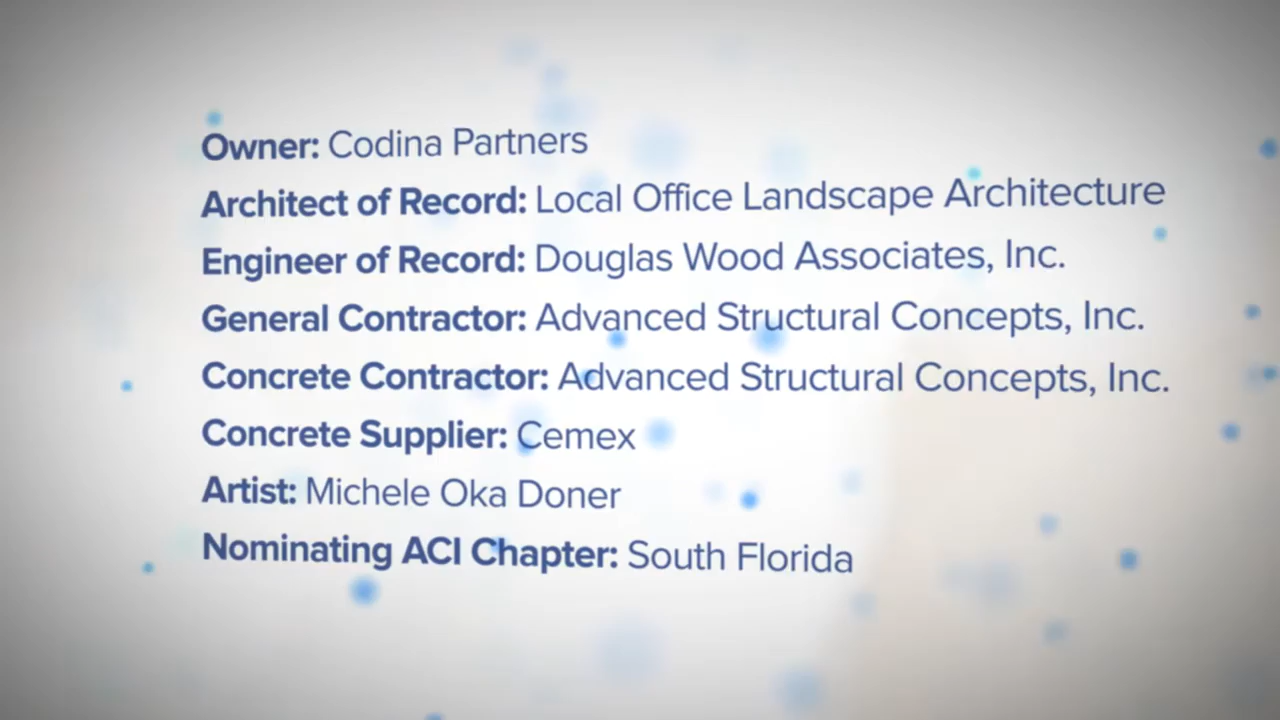 Owner: Codina Partners
Architect of Record: Local Office Landscape Architecture
Engineer of Record: Douglas Wood Associates, Inc.
General Contractor: Advanced Structural Concepts, Inc.
Concrete Contractor: Advanced Structural Concepts, Inc.
Concrete Supplier: Cemex
Artist: Michele Oka Doner
Nominating ACI Chapter: South Florida